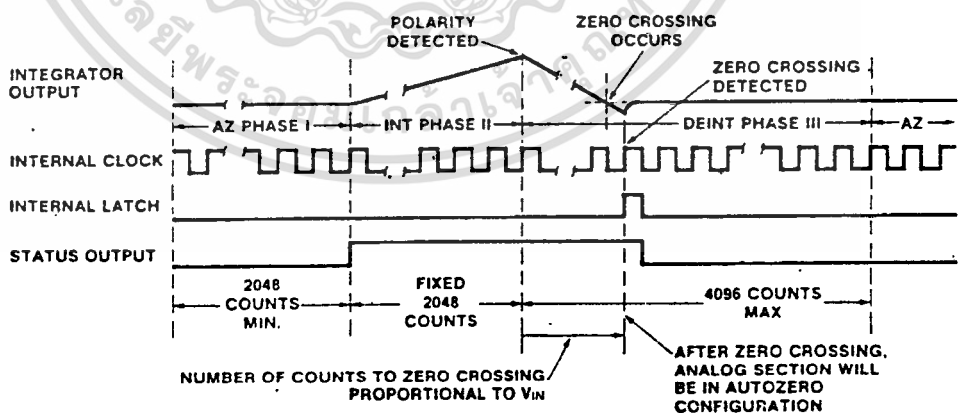 POLARITY
DETECTED
ZERO CROSSING
OCCURS
INTEGRATOR
OUTPUT
ZERO CROSSING
DETECTED
AZ PHASE I
INT PHASE II
DEINT PHASE III
AZ
INTERNAL CLOCK
INTERNAL LATCH
STATUS OUTPUT
2048
COUNTS
MIN.
FIXED
2048
COUNTS
4096 COUNTS
MAX
NUMBER OF COUNTS TO ZERO CROSSING
PROPORTIONAL TO VIN
AFTER ZERO CROSSING,
ANALOG SECTION WILL
BE IN AUTOZERO
CONFIGURATION